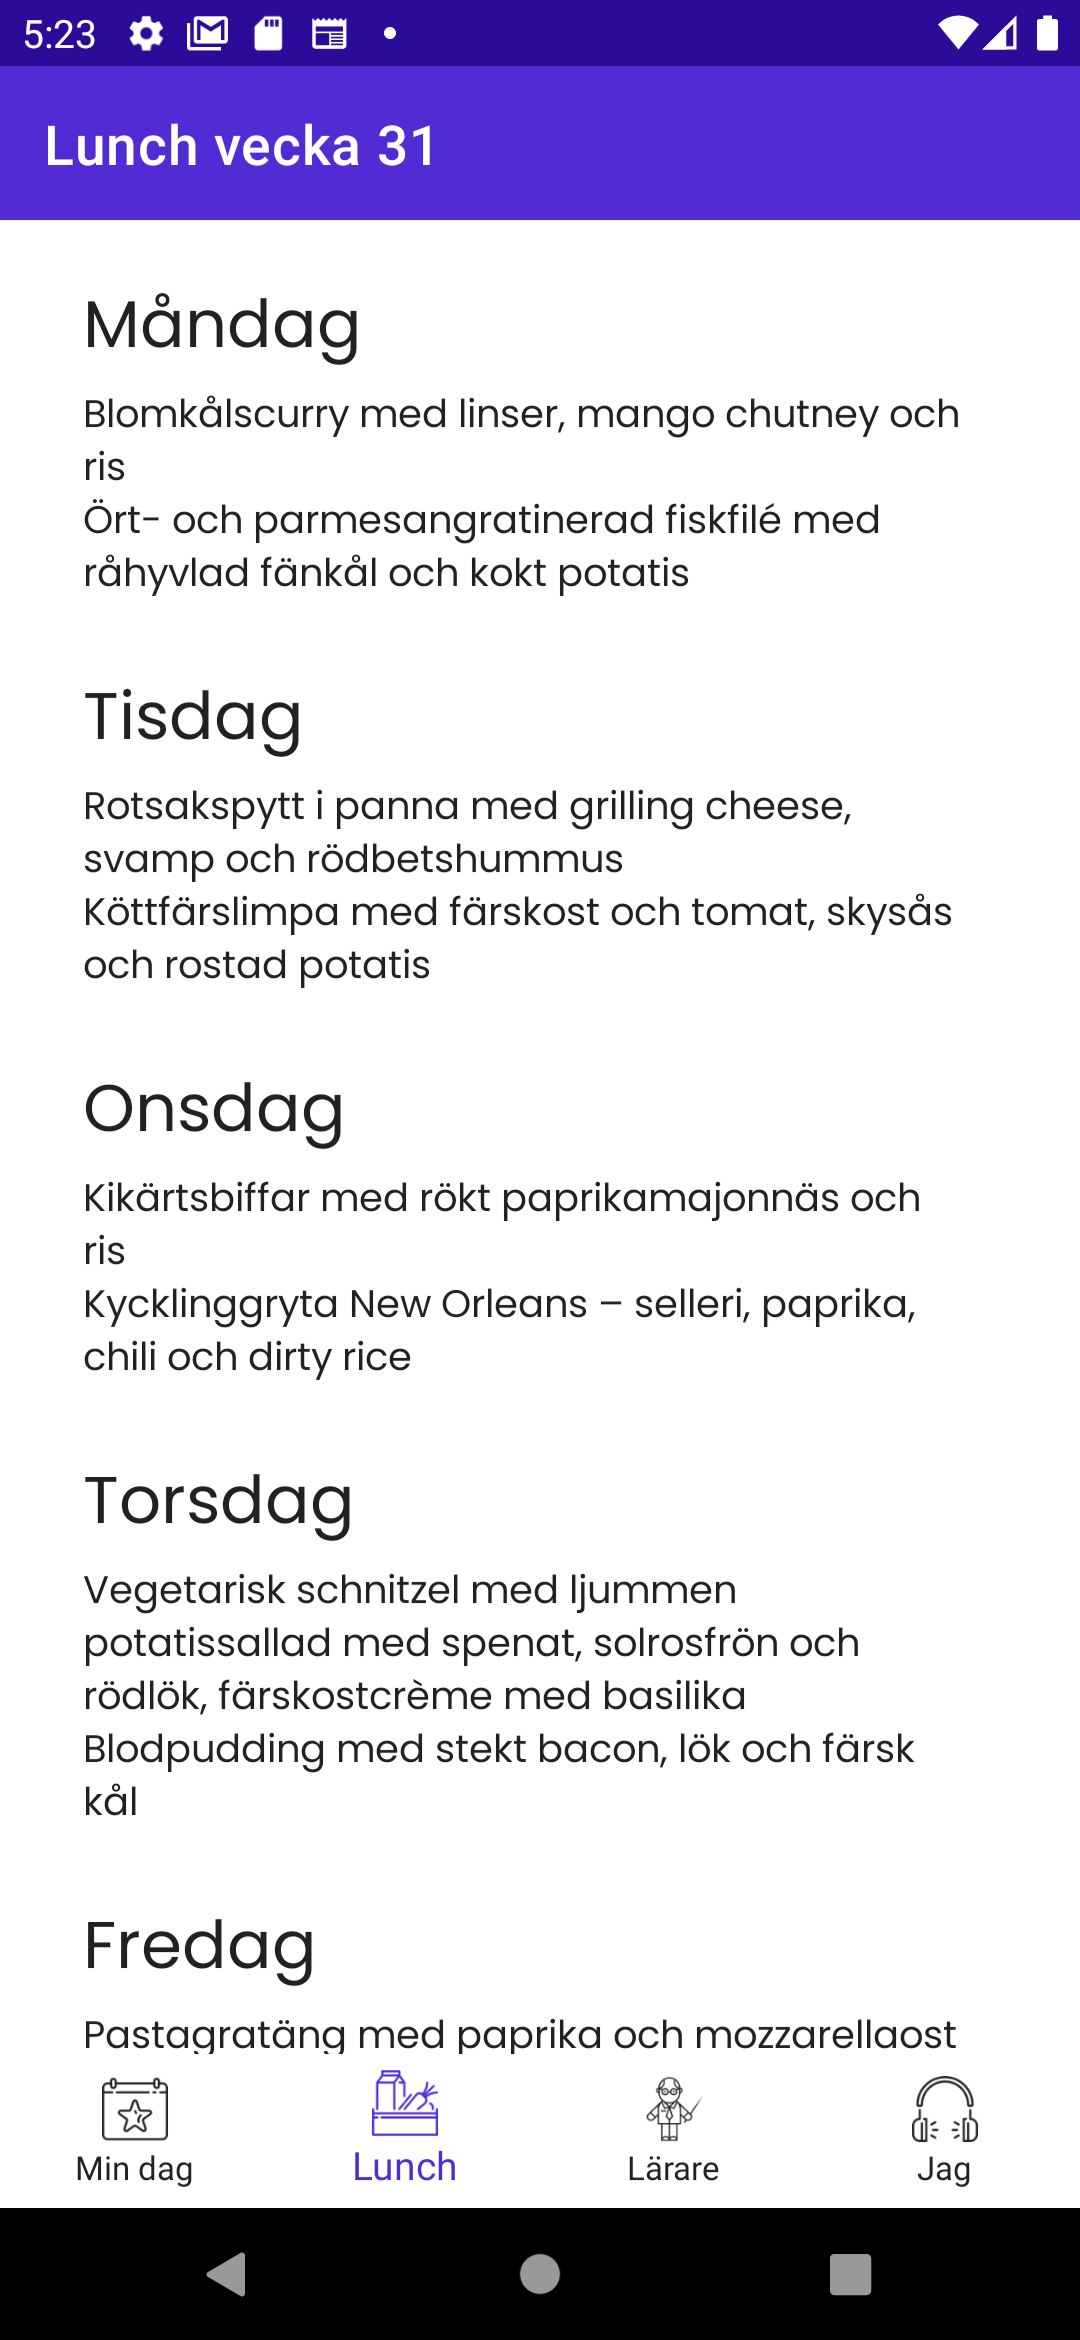 5:23
Lunch vecka 31
Måndag
Blomkålscurry med linser, mango chutney och
ris
Ört- och parmesangratinerad fiskfilé med
råhyvlad fänkål och kokt potatis
Tisdag
Rotsakspytt i panna med grilling cheese,
svamp och rödbetshummus
Köttfärslimpa med färskost och tomat, skysås
och rostad potatis
Onsdag
Kikärtsbiffar med rökt paprikamajonnäs och
ris
Kycklinggryta New Orleans – selleri, paprika,
chili och dirty rice
Torsdag
Vegetarisk schnitzel med ljummen
potatissallad med spenat, solrosfrön och
rödlök, färskostcrème med basilika
Blodpudding med stekt bacon, lök och färsk
kål
Fredag
Pastagratäng med paprika och mozzarellaost
Min dag
Lunch
Lärare
Jag